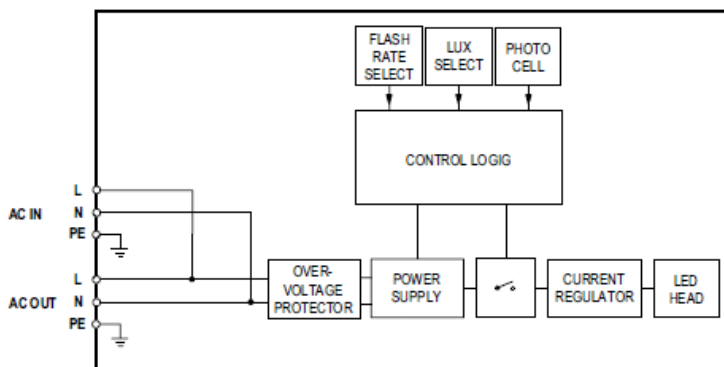 FLASH
RATE
SELECT
LUX
SELECT
PHOTO
CELL
CONTROL LOGIG
AC IN
L
N
PE
AC OUT
L
N
PE
OVER-
VOLTAGE
PROTECTOR
POWER
SUPPLY
CURRENT
REGULATOR
LED
HEAD